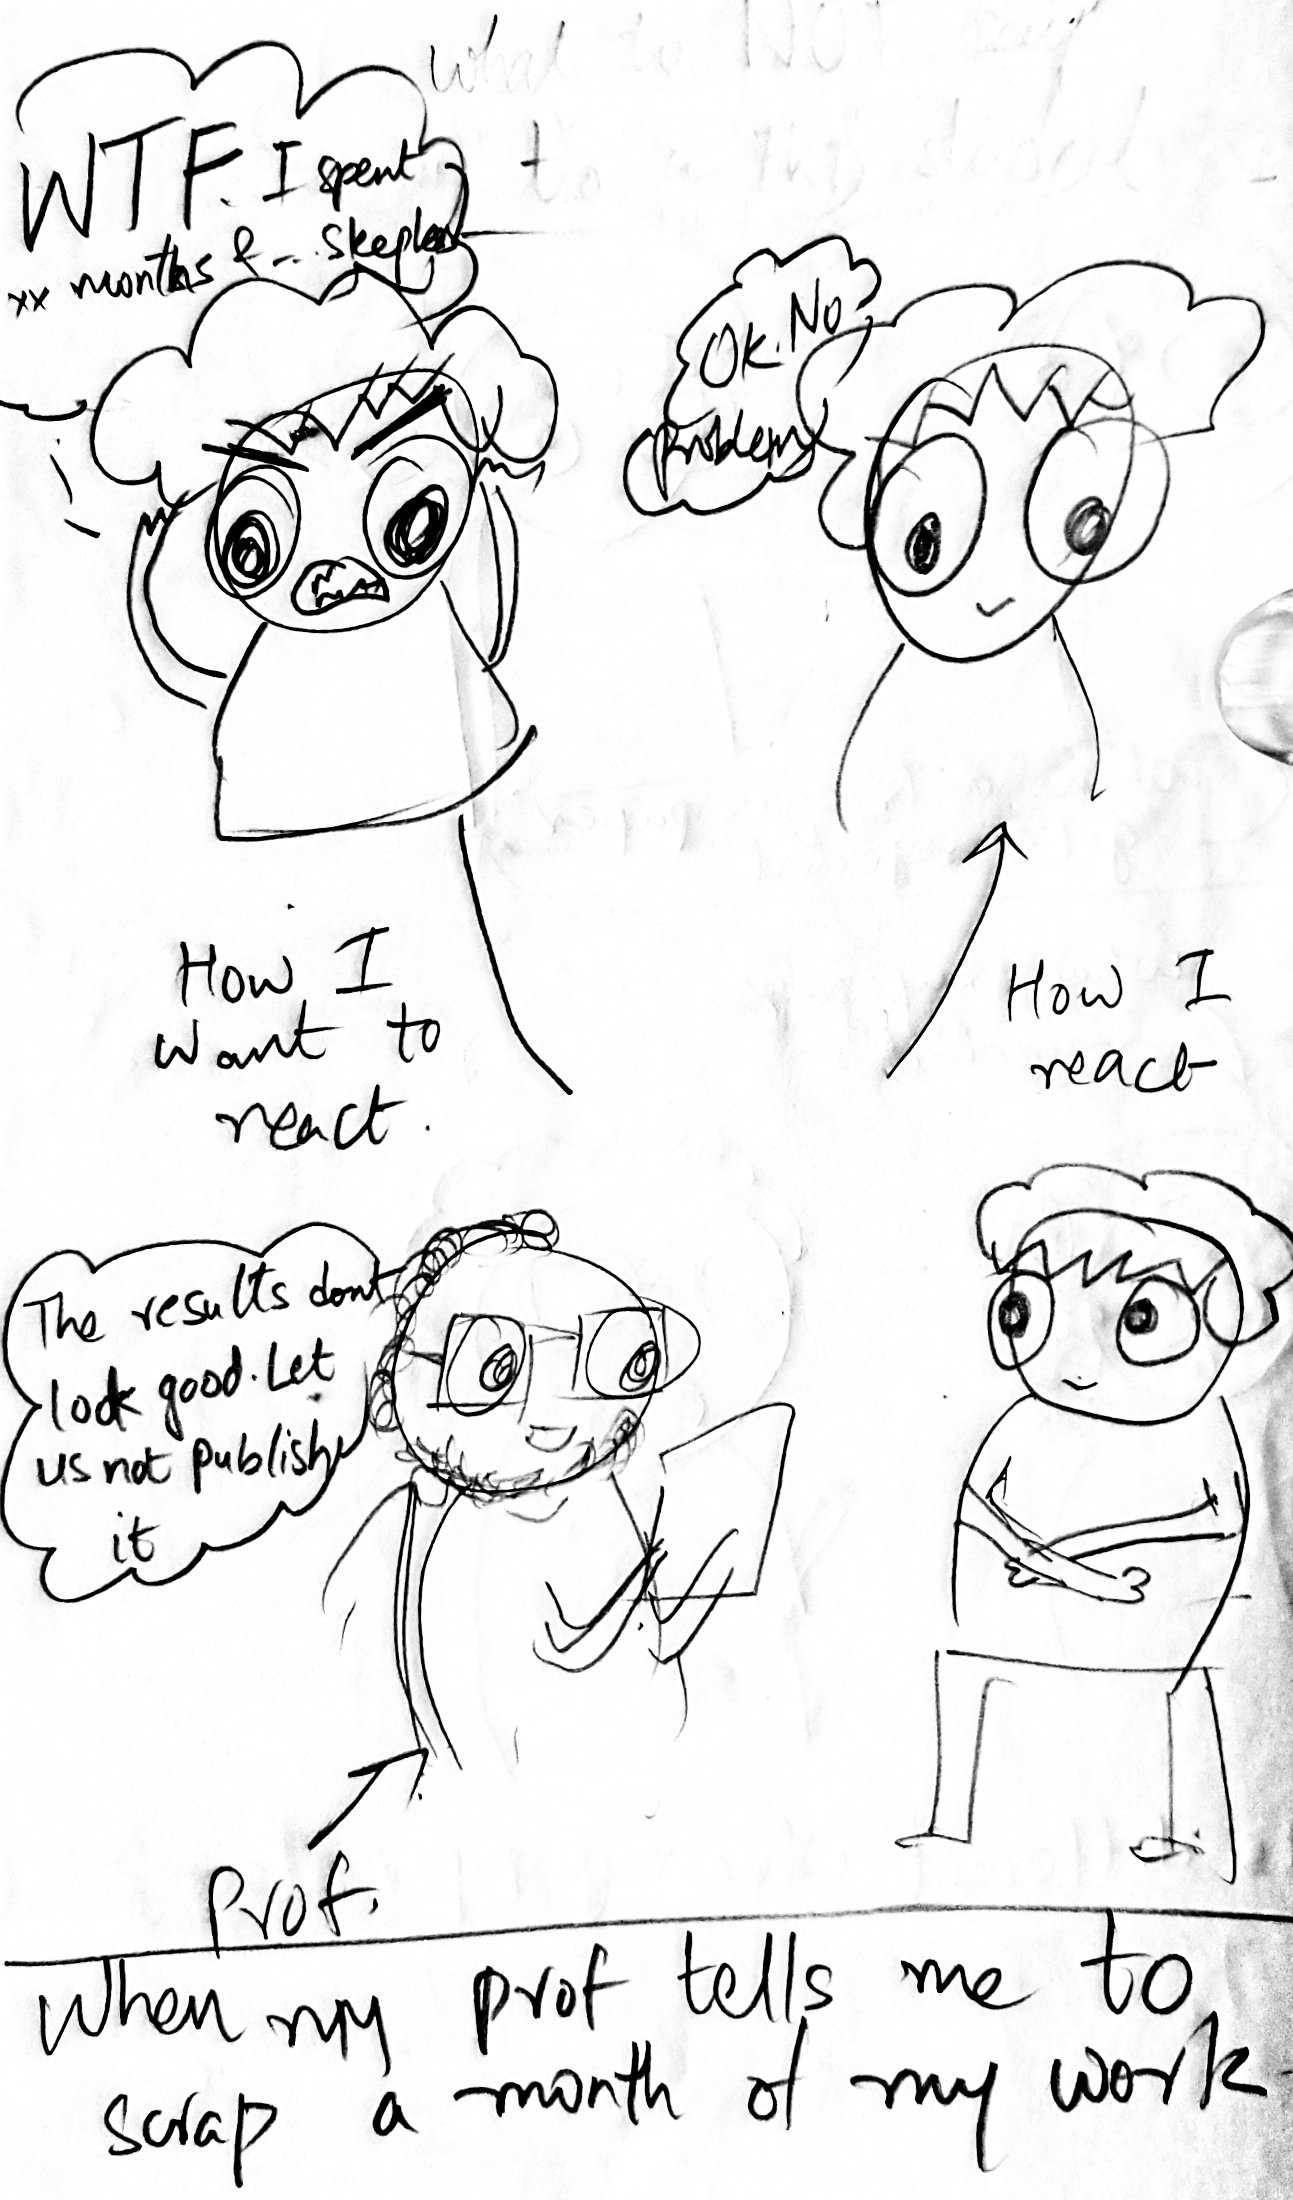 WTF. I spent
xx months & ... skeples
OK. No
Problem
How I
want to
react.
How I
react
The results dont
look good. Let
us not publish
it
Prof.
When my prof tells me to
scrap a month of my work.